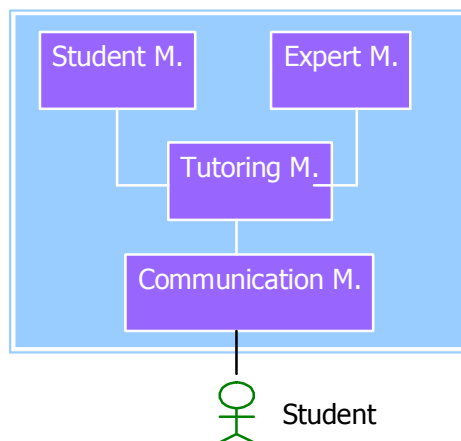 Student M.
Expert M.
Tutoring M.
Communication M.
Student